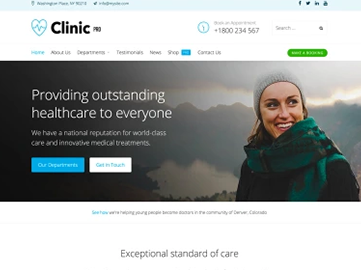 Washington Place, NY 90210 info@mysite.com
Clinic PRO
Book an Appointment
+1800 234 567
Search...
Home About Us Departments Testimonials News Shop Contact Us
MAKE A BOOKING
Providing outstanding
healthcare to everyone
We have a national reputation for world-class
care and innovative medical treatments.
Our Departments Get In Touch
See how we're helping young people become doctors in the community of Denver, Colorado.
Exceptional standard of care